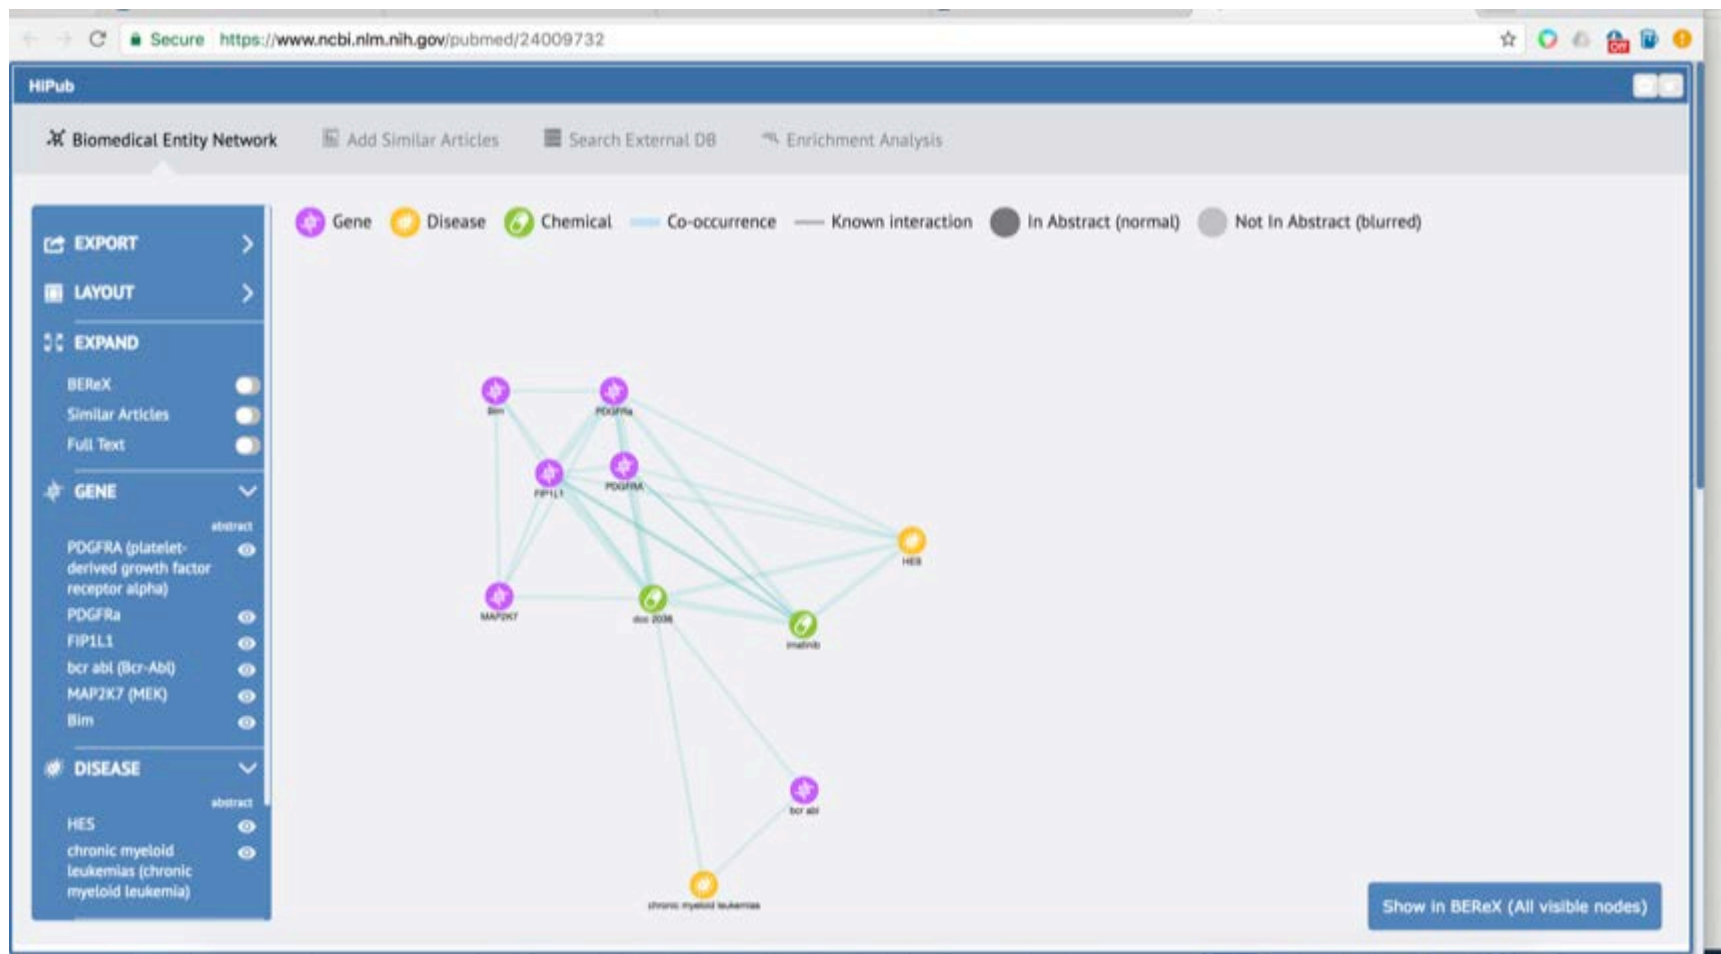 Secure https://www.ncbi.nlm.nih.gov/pubmed/24009732
Off
HiPub
Biomedical Entity Network Add Similar Articles Search External DB Enrichment Analysis
Gene Disease Chemical Co-occurrence Known interaction In Abstract (normal) Not In Abstract (blurred)
EXPORT
LAYOUT
EXPAND
BEReX
Similar Articles
Full Text
GENE
abstract
PDGFRA (platelet-
derived growth factor
receptor alpha)
PDGFRa
FIP1L1
bcr abl (Bcr-Abl)
MAP2K7 (MEK)
Bim
DISEASE
abstract
HES
chronic myeloid
leukemias (chronic
myeloid leukemia)
Bim
PDGFRa
FIP1L1
PDGFRA
HES
MAP2K7
dcc 2036
imatinib
bcr abl
chronic myeloid leukemias
Show in BEReX (All visible nodes)